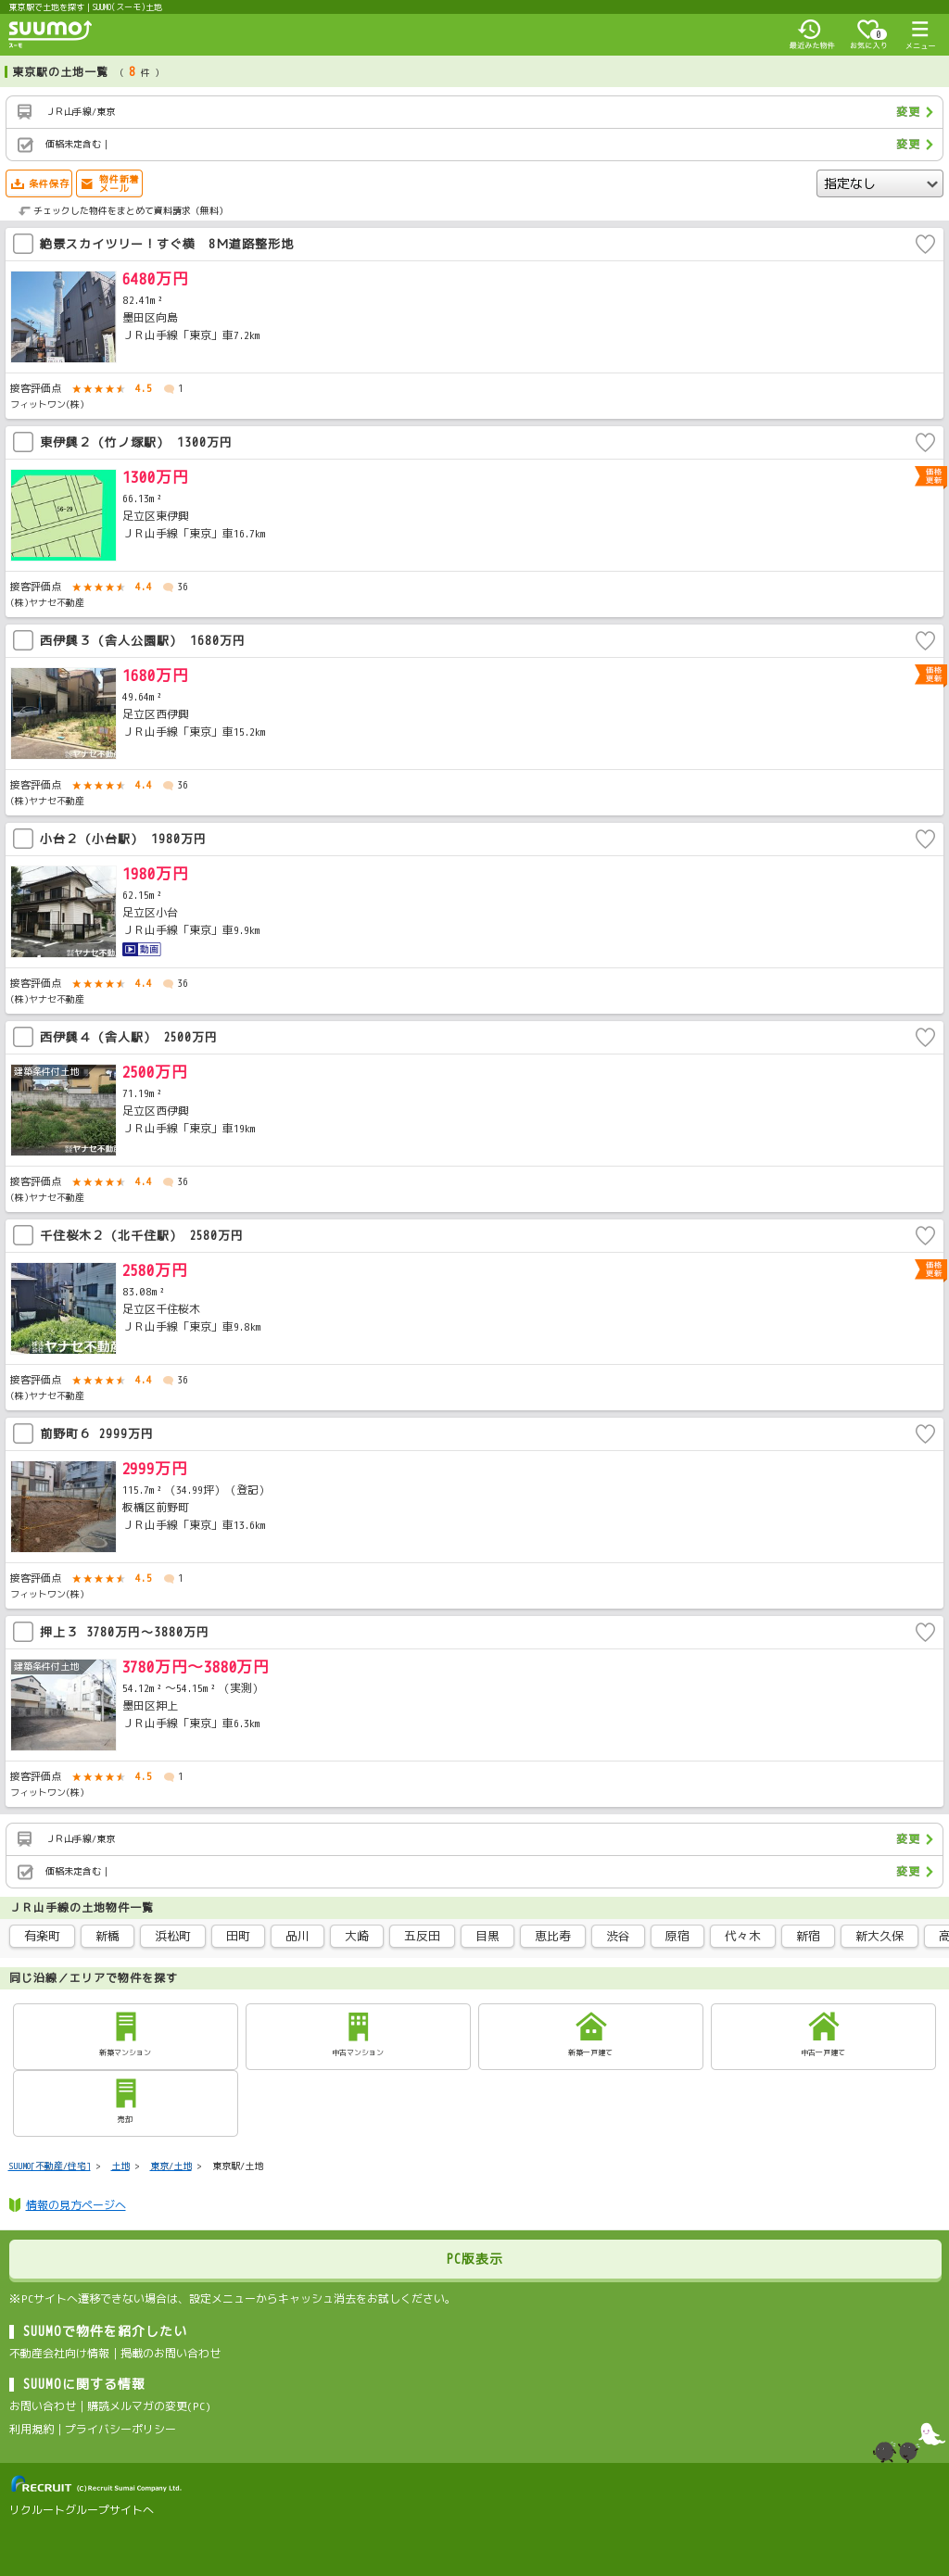 東京駅で土地を探す | SUUMO(スーモ)土地
suumo
スーモ
最近みた物件
0
お気に入り
メニュー
東京駅の土地一覧 （ 8 件 ）
ＪＲ山手線/東京
変更
価格未定含む |
変更
条件保存
物件新着
メール
指定なし
チェックした物件をまとめて資料請求（無料）
絶景スカイツリー！すぐ横　8M道路整形地
6480万円
82.41m²
墨田区向島
ＪＲ山手線「東京」車7.2km
接客評価点 4.5 1
フィットワン(株)
東伊興２（竹ノ塚駅） 1300万円
価格
更新
1300万円
66.13m²
足立区東伊興
ＪＲ山手線「東京」車16.7km
56-29
接客評価点 4.4 36
(株)ヤナセ不動産
西伊興３（舎人公園駅） 1680万円
価格
更新
1680万円
49.64m²
足立区西伊興
ＪＲ山手線「東京」車15.2km
接客評価点 4.4 36
(株)ヤナセ不動産
小台２（小台駅） 1980万円
1980万円
62.15m²
足立区小台
ＪＲ山手線「東京」車9.9km
動画
接客評価点 4.4 36
(株)ヤナセ不動産
西伊興４（舎人駅） 2500万円
建築条件付土地
2500万円
71.19m²
足立区西伊興
ＪＲ山手線「東京」車19km
接客評価点 4.4 36
(株)ヤナセ不動産
千住桜木２（北千住駅） 2580万円
価格
更新
2580万円
83.08m²
足立区千住桜木
ＪＲ山手線「東京」車9.8km
ヤナセ不動産
接客評価点 4.4 36
(株)ヤナセ不動産
前野町６ 2999万円
2999万円
115.7m²（34.99坪）（登記）
板橋区前野町
ＪＲ山手線「東京」車13.6km
接客評価点 4.5 1
フィットワン(株)
押上３ 3780万円～3880万円
建築条件付土地
3780万円～3880万円
54.12m²～54.15m²（実測）
墨田区押上
ＪＲ山手線「東京」車6.3km
接客評価点 4.5 1
フィットワン(株)
ＪＲ山手線/東京
変更
価格未定含む |
変更
ＪＲ山手線の土地物件一覧
有楽町 新橋 浜松町 田町 品川 大崎 五反田 目黒 恵比寿 渋谷 原宿 代々木 新宿 新大久保 高
同じ沿線／エリアで物件を探す
新築マンション
中古マンション
新築一戸建て
中古一戸建て
売却
SUUMO[不動産/住宅] > 土地 > 東京/土地 > 東京駅/土地
情報の見方ページへ
PC版表示
※PCサイトへ遷移できない場合は、設定メニューからキャッシュ消去をお試しください。
SUUMOで物件を紹介したい
不動産会社向け情報 | 掲載のお問い合わせ
SUUMOに関する情報
お問い合わせ | 購読メルマガの変更(PC)
利用規約 | プライバシーポリシー
RECRUIT (C)Recruit Sumai Company Ltd.
リクルートグループサイトへ